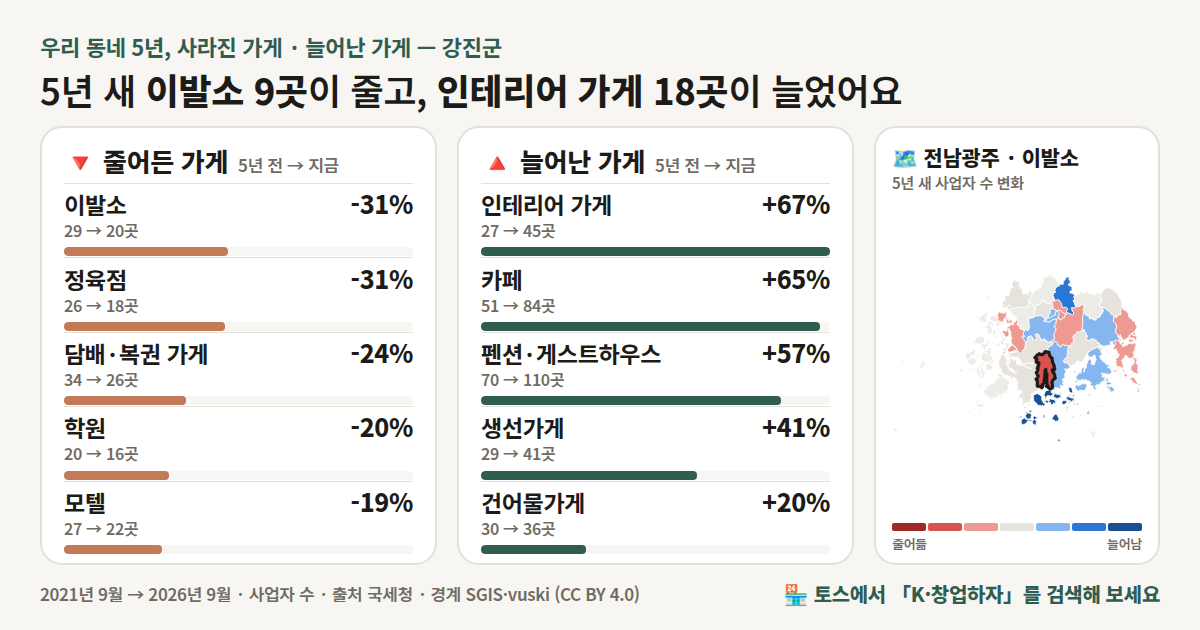 우리 동네 5년, 사라진 가게 · 늘어난 가게 — 강진군
5년 새 이발소 9곳이 줄고, 인테리어 가게 18곳이 늘었어요
🔻 줄어든 가게 5년 전 → 지금
이발소 -31%
29 → 20곳
정육점 -31%
26 → 18곳
담배·복권 가게 -24%
34 → 26곳
학원 -20%
20 → 16곳
모텔 -19%
27 → 22곳
🔺 늘어난 가게 5년 전 → 지금
인테리어 가게 +67%
27 → 45곳
카페 +65%
51 → 84곳
펜션·게스트하우스 +57%
70 → 110곳
생선가게 +41%
29 → 41곳
건어물가게 +20%
30 → 36곳
🗺️ 전남광주 · 이발소
5년 새 사업자 수 변화
줄어듦 늘어남
2021년 9월 → 2026년 9월 · 사업자 수 · 출처 국세청 · 경계 SGIS·vuski (CC BY 4.0)
🏪 토스에서 「K·창업하자」를 검색해 보세요